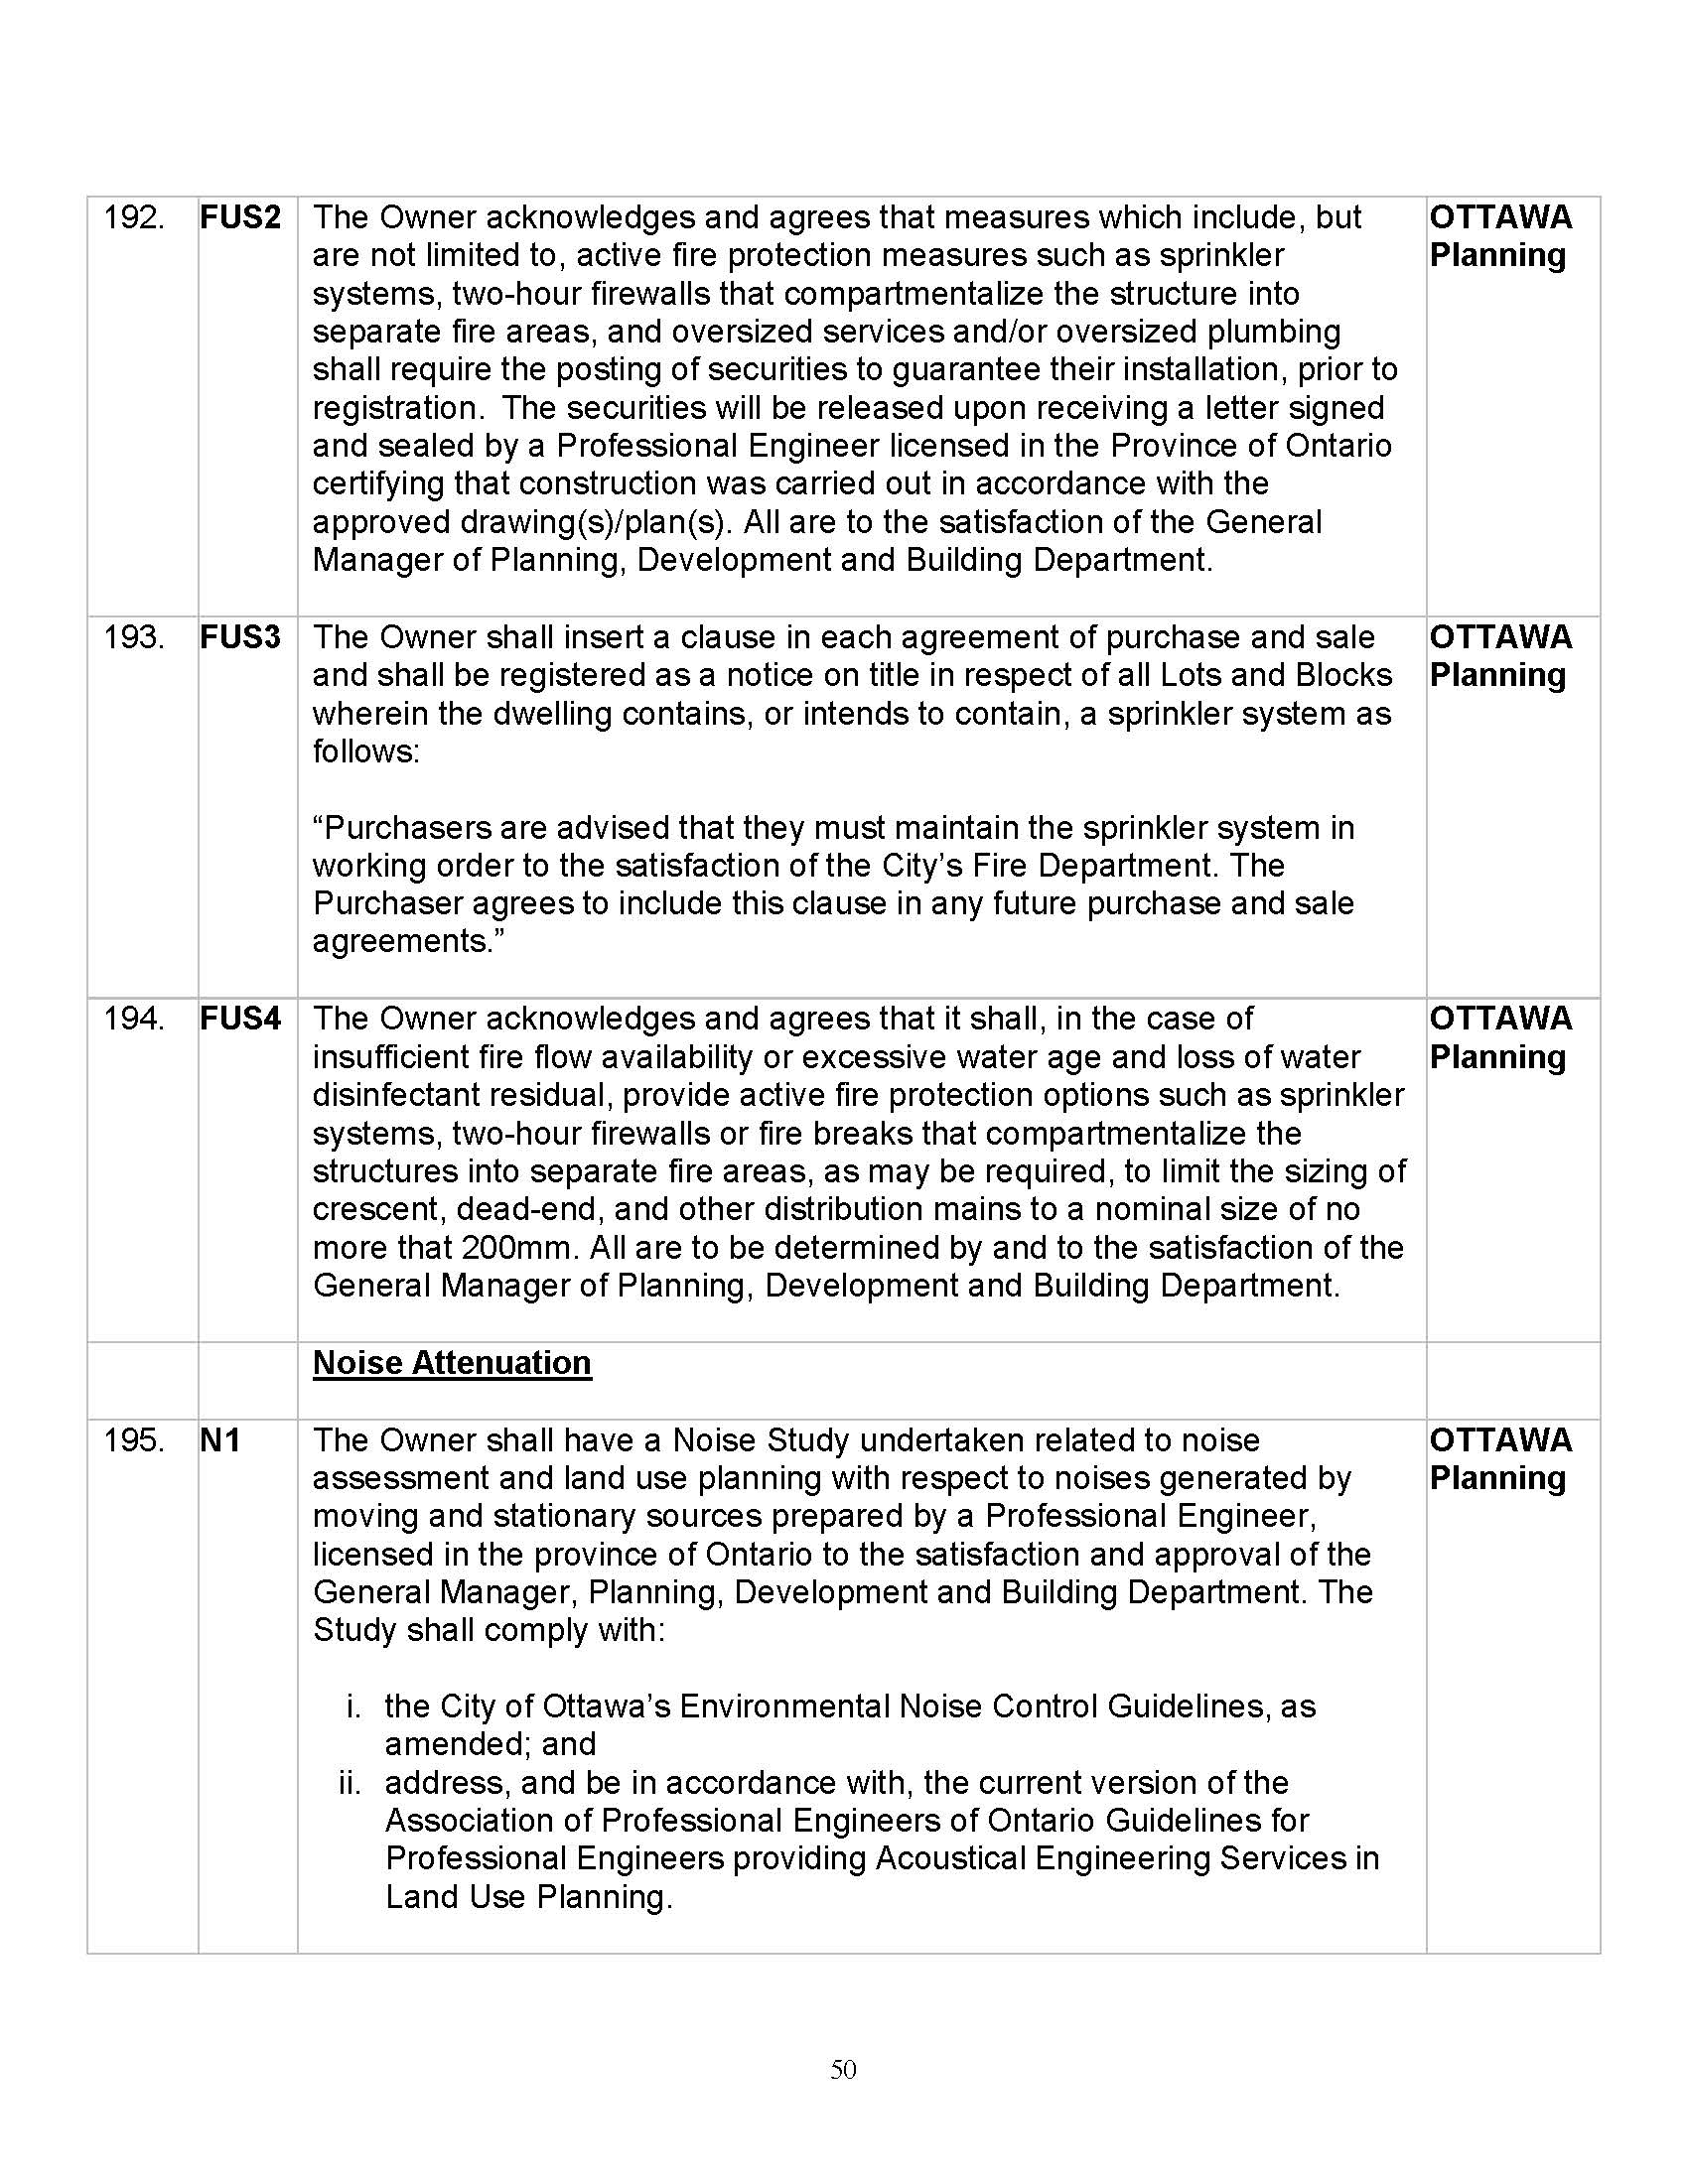 192. FUS2 The Owner acknowledges and agrees that measures which include, but OTTAWA
are not limited to, active fire protection measures such as sprinkler Planning
systems, two-hour firewalls that compartmentalize the structure into
separate fire areas, and oversized services and/or oversized plumbing
shall require the posting of securities to guarantee their installation, prior to
registration.  The securities will be released upon receiving a letter signed
and sealed by a Professional Engineer licensed in the Province of Ontario
certifying that construction was carried out in accordance with the
approved drawing(s)/plan(s). All are to the satisfaction of the General
Manager of Planning, Development and Building Department.
193. FUS3 The Owner shall insert a clause in each agreement of purchase and sale OTTAWA
and shall be registered as a notice on title in respect of all Lots and Blocks Planning
wherein the dwelling contains, or intends to contain, a sprinkler system as
follows:
“Purchasers are advised that they must maintain the sprinkler system in
working order to the satisfaction of the City’s Fire Department. The
Purchaser agrees to include this clause in any future purchase and sale
agreements.”
194. FUS4 The Owner acknowledges and agrees that it shall, in the case of OTTAWA
insufficient fire flow availability or excessive water age and loss of water Planning
disinfectant residual, provide active fire protection options such as sprinkler
systems, two-hour firewalls or fire breaks that compartmentalize the
structures into separate fire areas, as may be required, to limit the sizing of
crescent, dead-end, and other distribution mains to a nominal size of no
more that 200mm. All are to be determined by and to the satisfaction of the
General Manager of Planning, Development and Building Department.
Noise Attenuation
195. N1 The Owner shall have a Noise Study undertaken related to noise OTTAWA
assessment and land use planning with respect to noises generated by Planning
moving and stationary sources prepared by a Professional Engineer,
licensed in the province of Ontario to the satisfaction and approval of the
General Manager, Planning, Development and Building Department. The
Study shall comply with:
i. the City of Ottawa’s Environmental Noise Control Guidelines, as
amended; and
ii. address, and be in accordance with, the current version of the
Association of Professional Engineers of Ontario Guidelines for
Professional Engineers providing Acoustical Engineering Services in
Land Use Planning.
50